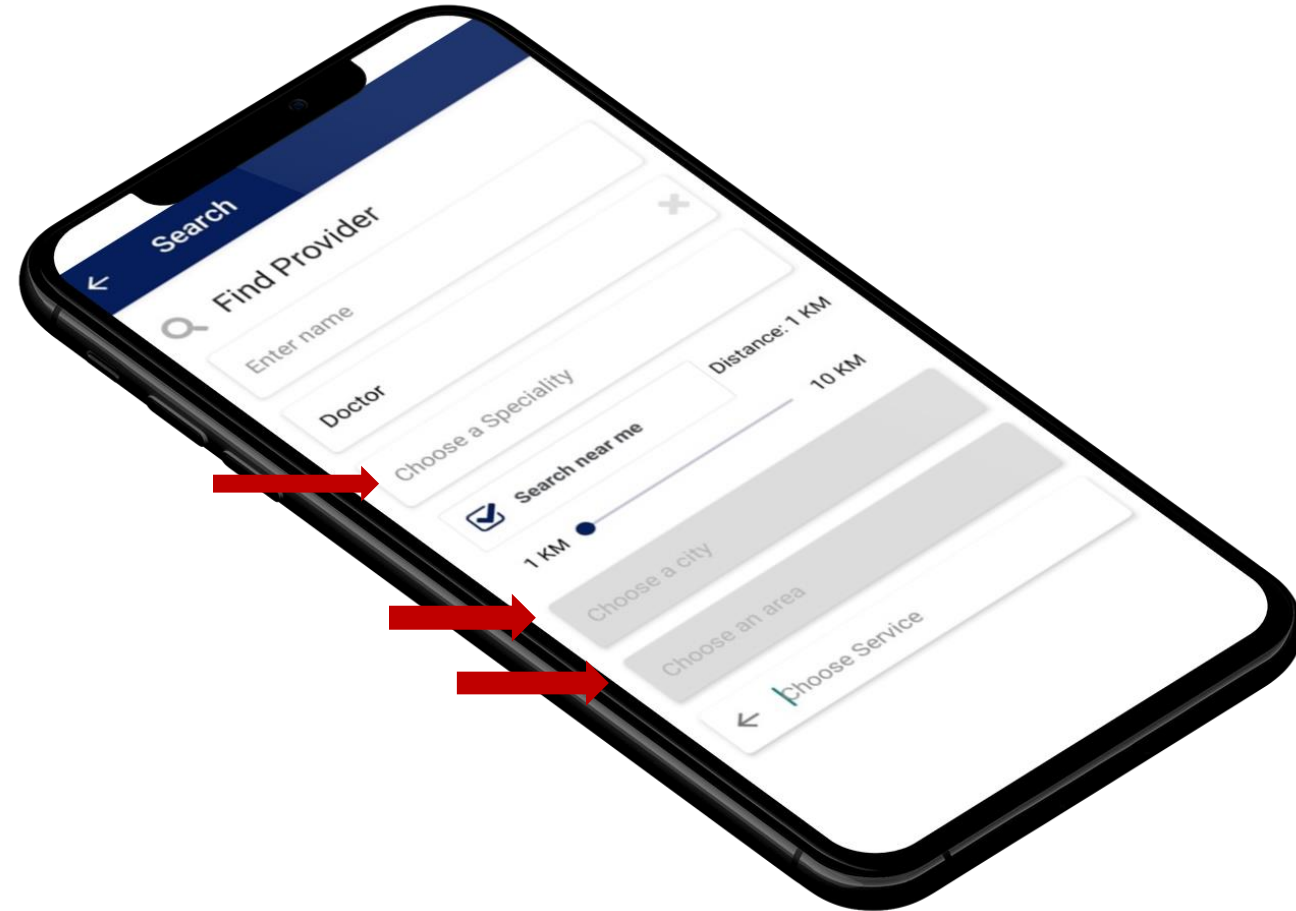 Search
Find Provider
Enter name
Doctor
Choose a Speciality
Search near me
Distance: 1 KM
1 KM
10 KM
Choose a city
Choose an area
Choose Service